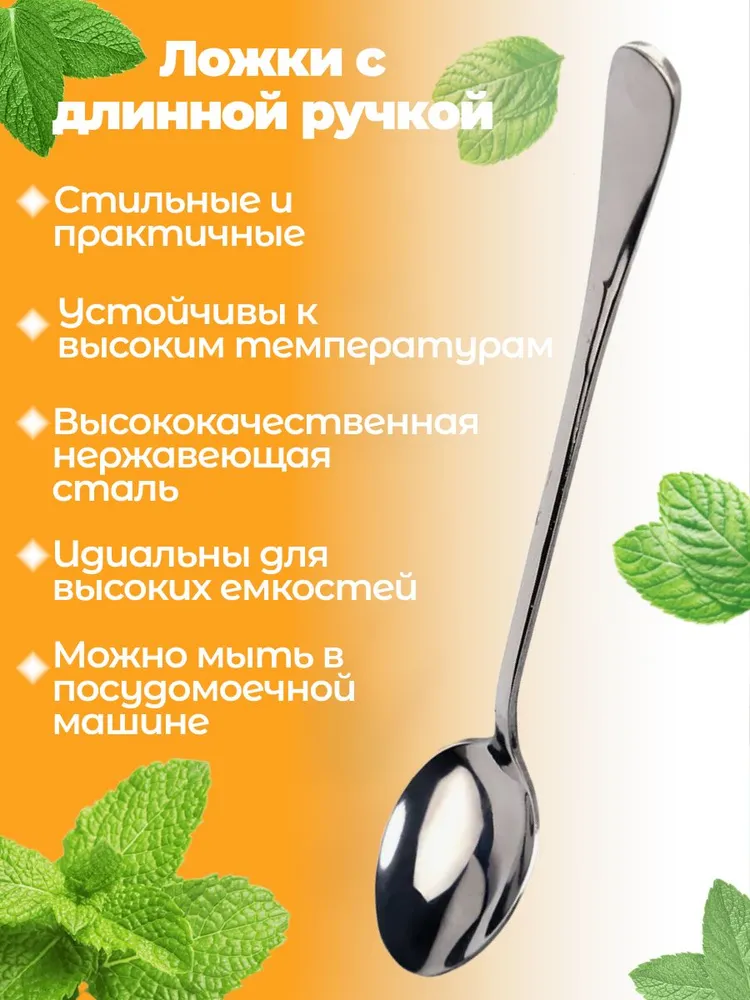 Ложки с
длинной ручкой
Стильные и
практичные
Устойчивы к
высоким температурам
Высококачественная
нержавеющая
сталь
Идиальны для
высоких емкостей
Можно мыть в
посудомоечной
машине